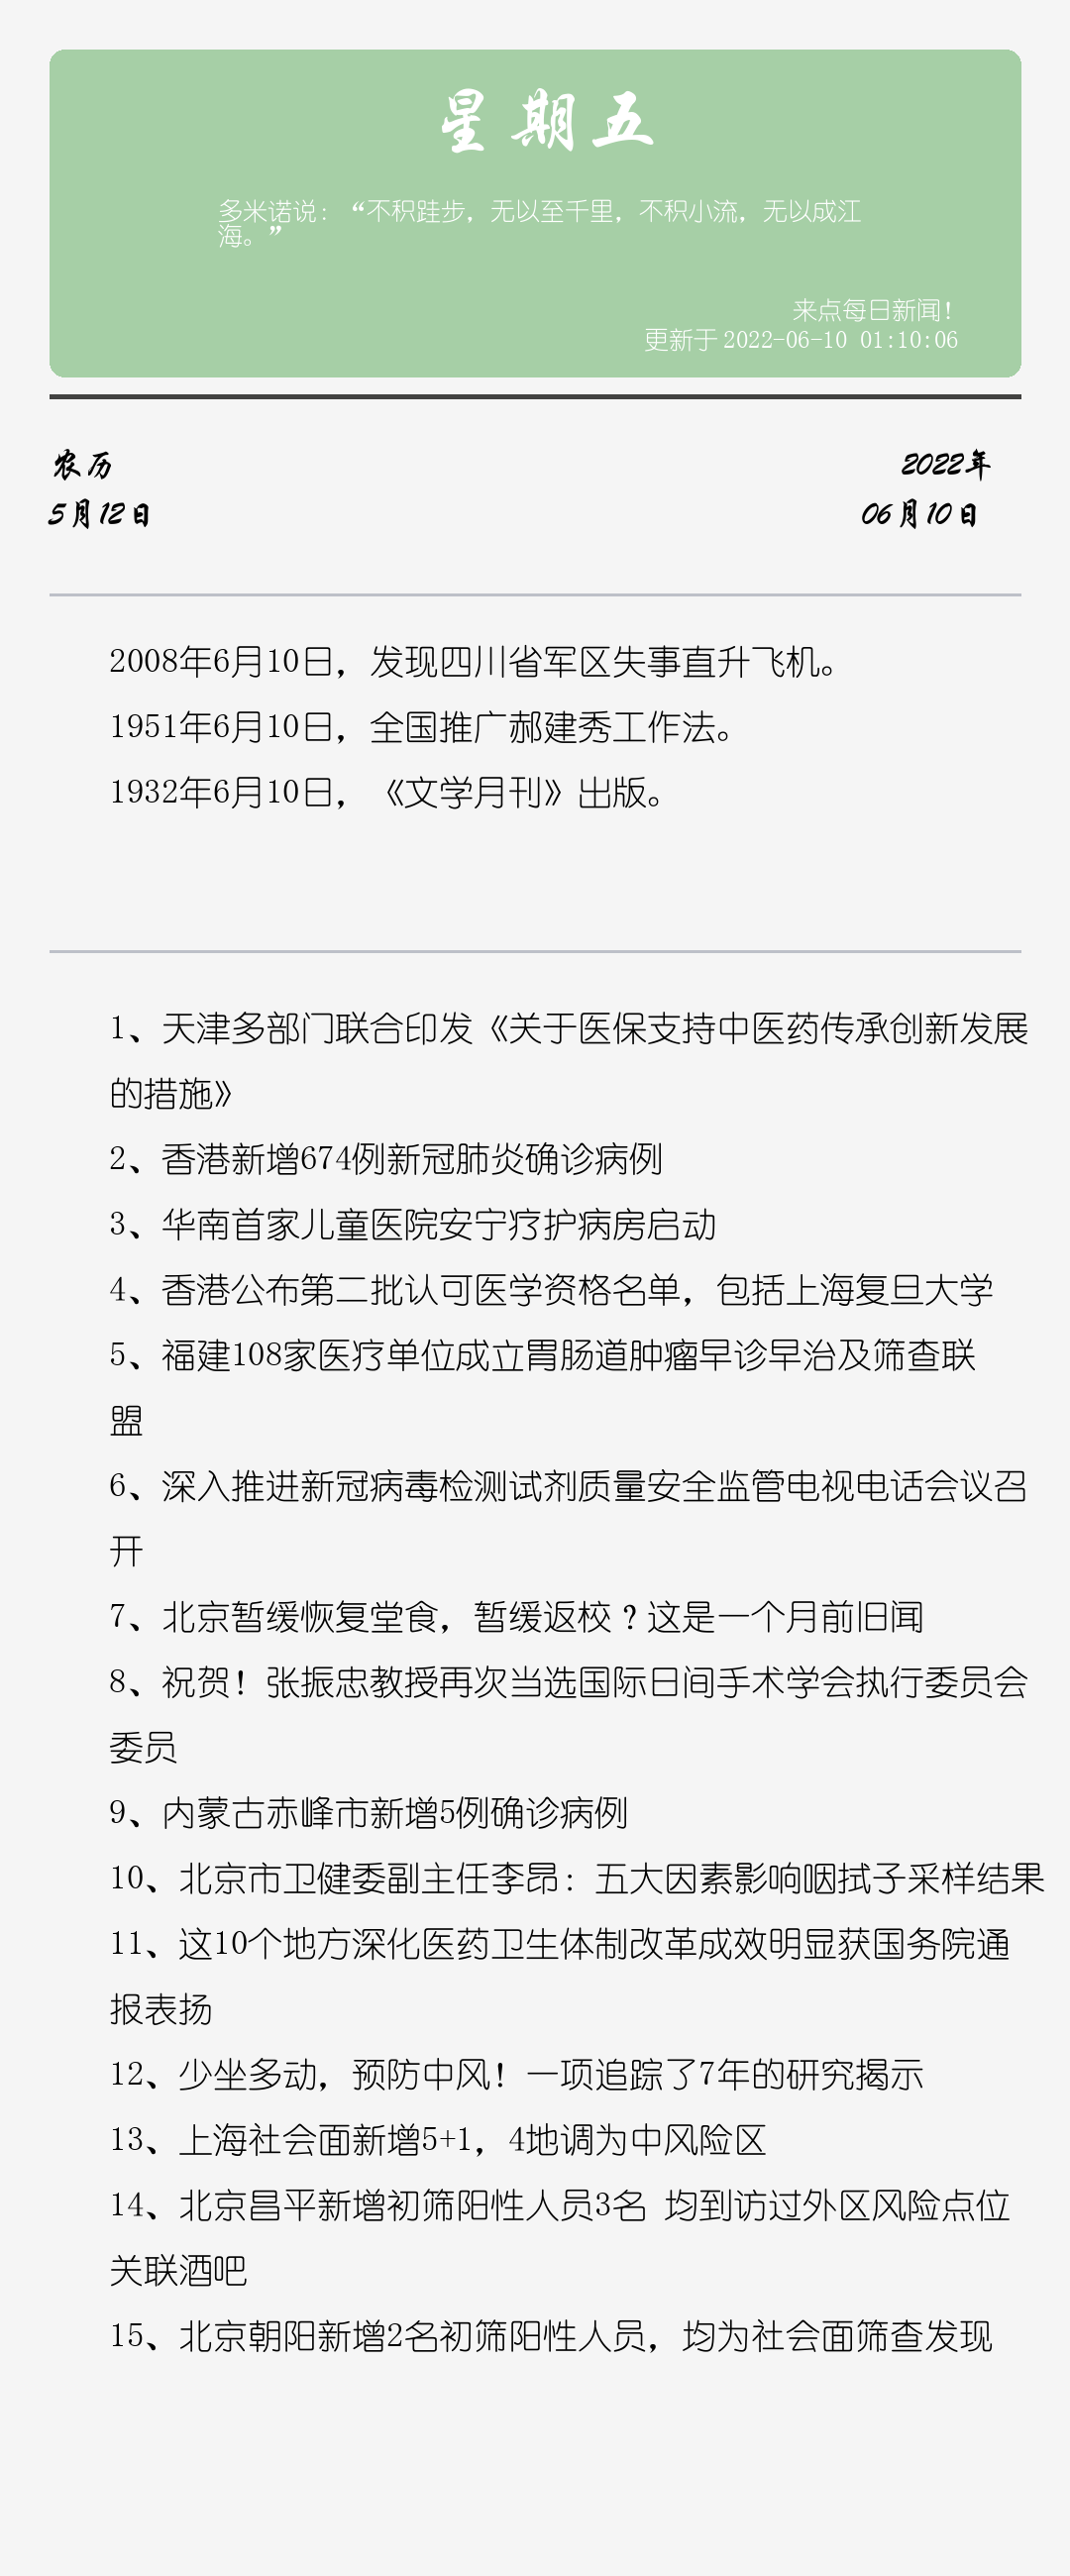 星期五
多米诺说：“不积跬步，无以至千里，不积小流，无以成江
海。”
来点每日新闻！
更新于 2022-06-10 01:10:06
农历
2022年
5月12日
06月10日
2008年6月10日，发现四川省军区失事直升飞机。
1951年6月10日，全国推广郝建秀工作法。
1932年6月10日，《文学月刊》出版。
1、天津多部门联合印发《关于医保支持中医药传承创新发展
的措施》
2、香港新增674例新冠肺炎确诊病例
3、华南首家儿童医院安宁疗护病房启动
4、香港公布第二批认可医学资格名单，包括上海复旦大学
5、福建108家医疗单位成立胃肠道肿瘤早诊早治及筛查联
盟
6、深入推进新冠病毒检测试剂质量安全监管电视电话会议召
开
7、北京暂缓恢复堂食，暂缓返校？这是一个月前旧闻
8、祝贺！张振忠教授再次当选国际日间手术学会执行委员会
委员
9、内蒙古赤峰市新增5例确诊病例
10、北京市卫健委副主任李昂：五大因素影响咽拭子采样结果
11、这10个地方深化医药卫生体制改革成效明显获国务院通
报表扬
12、少坐多动，预防中风！一项追踪了7年的研究揭示
13、上海社会面新增5+1，4地调为中风险区
14、北京昌平新增初筛阳性人员3名 均到访过外区风险点位
关联酒吧
15、北京朝阳新增2名初筛阳性人员，均为社会面筛查发现